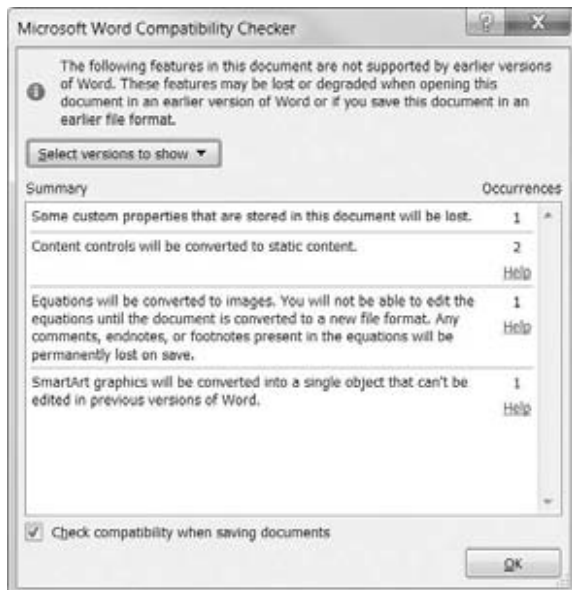 Microsoft Word Compatibility Checker
The following features in this document are not supported by earlier versions
of Word. These features may be lost or degraded when opening this
document in an earlier version of Word or if you save this document in an
earlier file format.
Select versions to show
Summary Occurrences
Some custom properties that are stored in this document will be lost. 1
Content controls will be converted to static content. 2
Help
Equations will be converted to images. You will not be able to edit the 1
equations until the document is converted to a new file format. Any Help
comments, endnotes, or footnotes present in the equations will be
permanently lost on save.
SmartArt graphics will be converted into a single object that can't be 1
edited in previous versions of Word. Help
Check compatibility when saving documents
OK